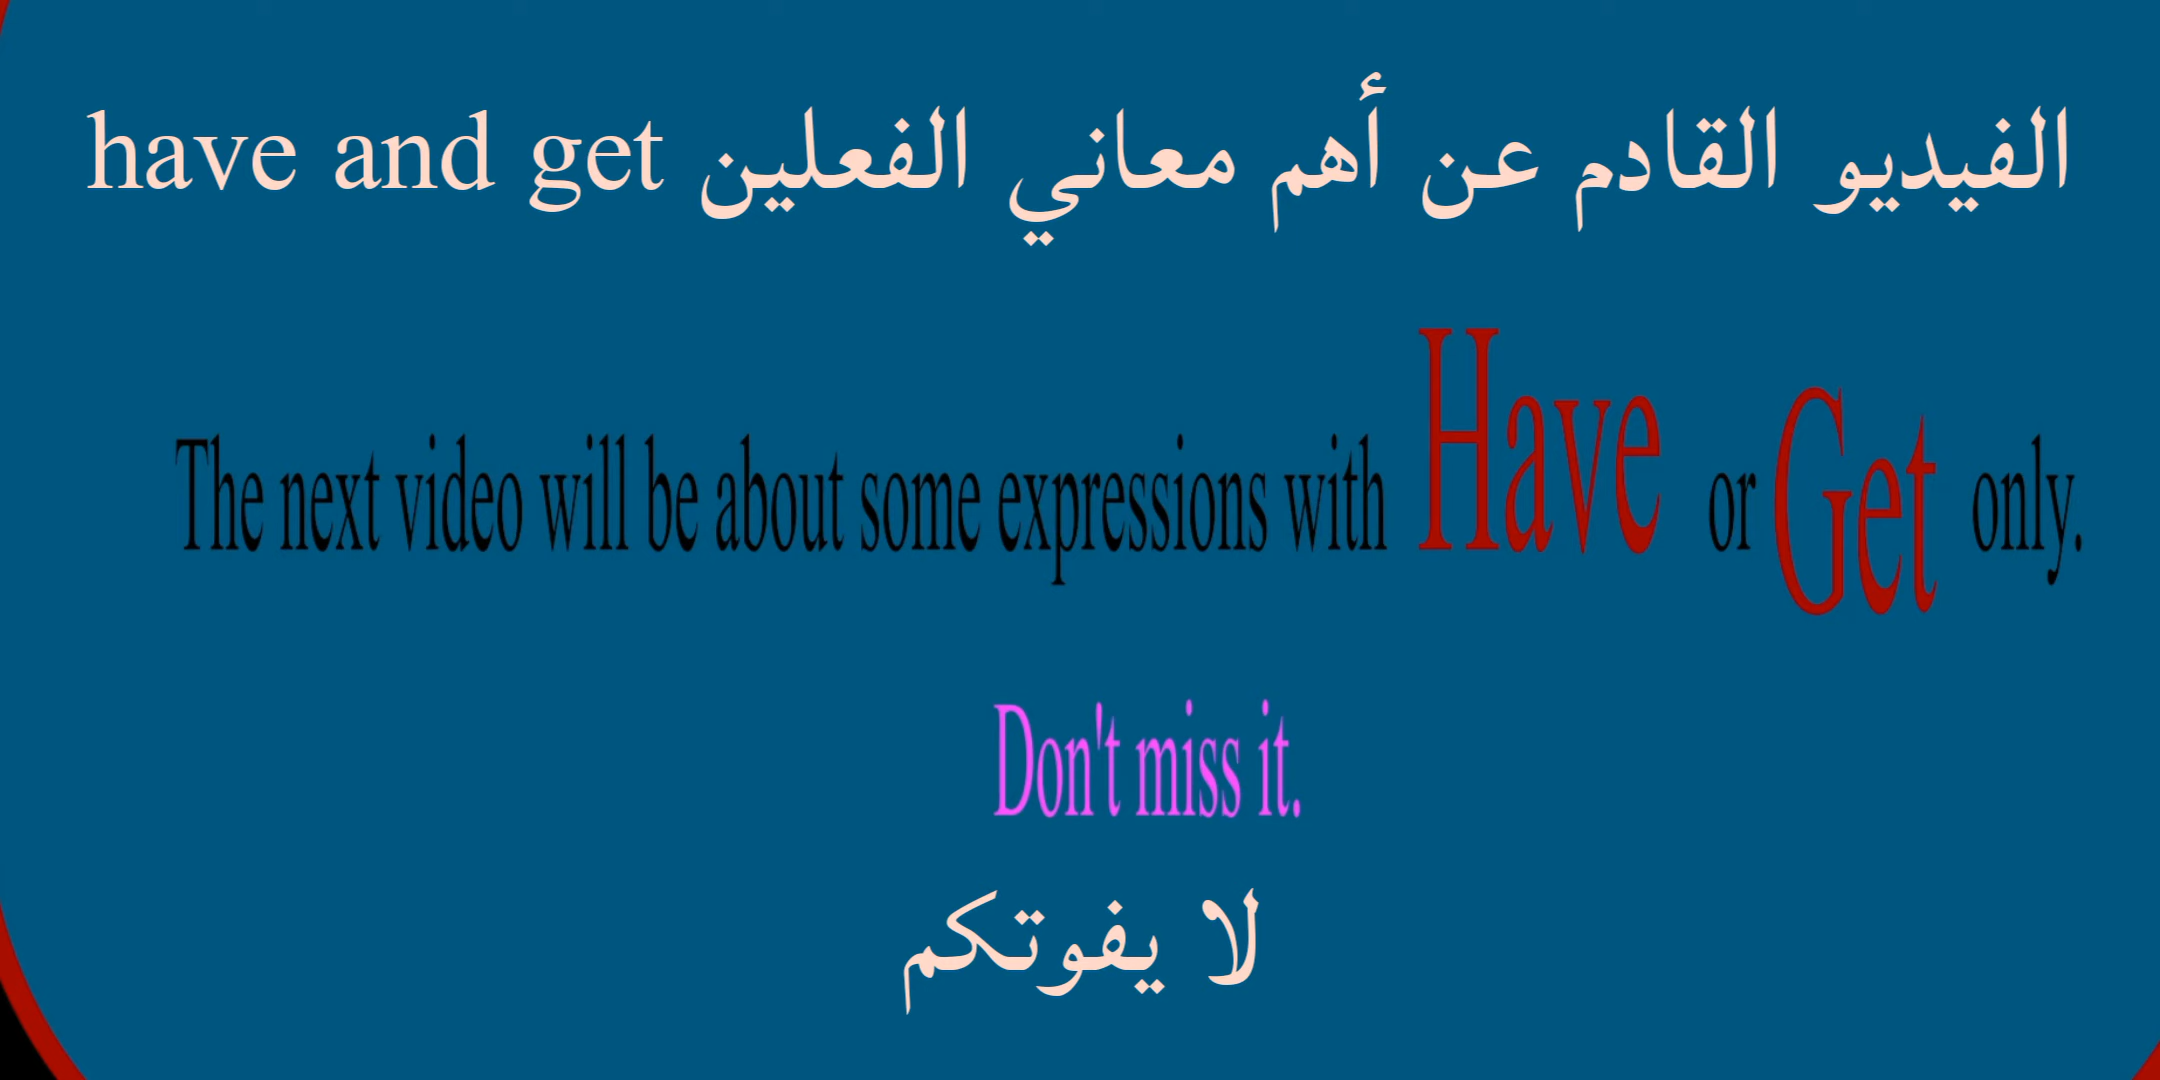 الفيديو القادم عن أهم معاني الفعلين have and get
The next video will be about some expressions with Have or Get only.
Don't miss it.
لا يفوتكم